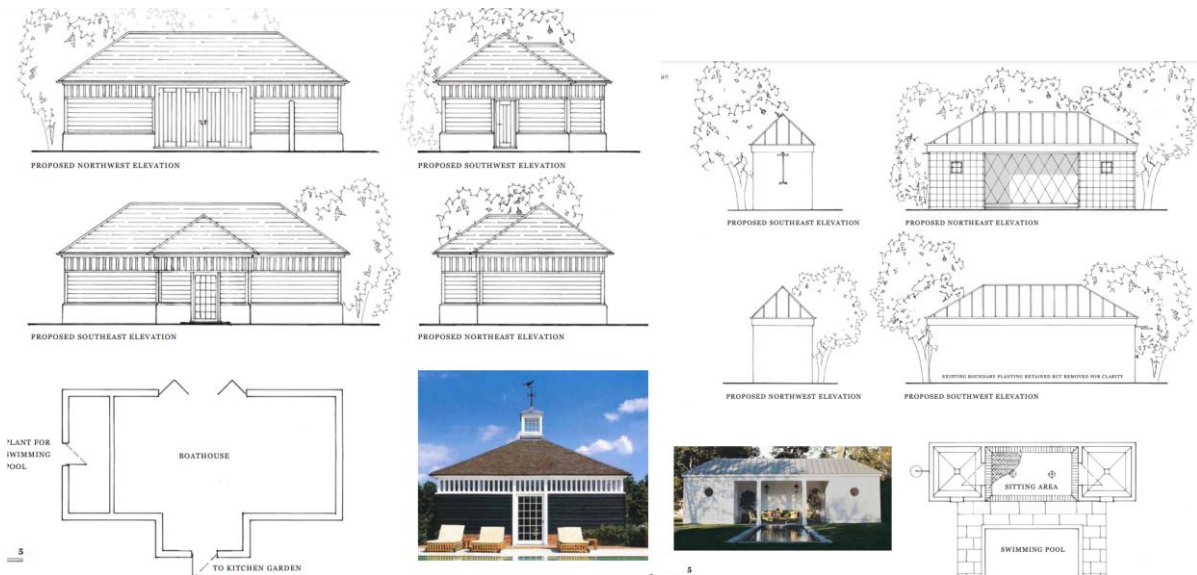 PROPOSED NORTHWEST ELEVATION
PROPOSED SOUTHWEST ELEVATION
PROPOSED SOUTHEAST ELEVATION
PROPOSED NORTHEAST ELEVATION
PLANT FOR
SWIMMING
POOL
BOATHOUSE
TO KITCHEN GARDEN
5
an
PROPOSED SOUTHEAST ELEVATION
PROPOSED NORTHEAST ELEVATION
EXISTING BOUNDARY PLANTING RETAINED BUT REMOVED FOR CLARITY
PROPOSED NORTHWEST ELEVATION
PROPOSED SOUTHWEST ELEVATION
SITTING AREA
SWIMMING POOL
5